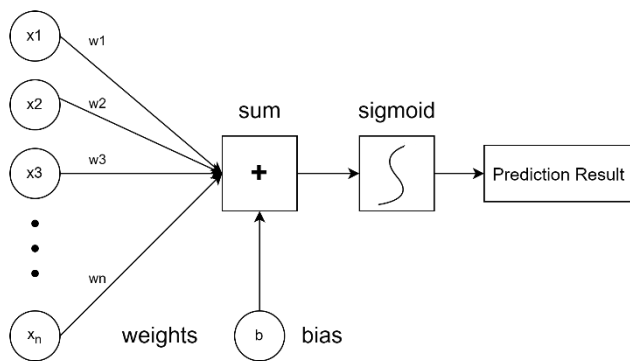 x1
w1
x2
w2
sum
sigmoid
x3
w3
+
Prediction Result
wn
xn
weights
b
bias